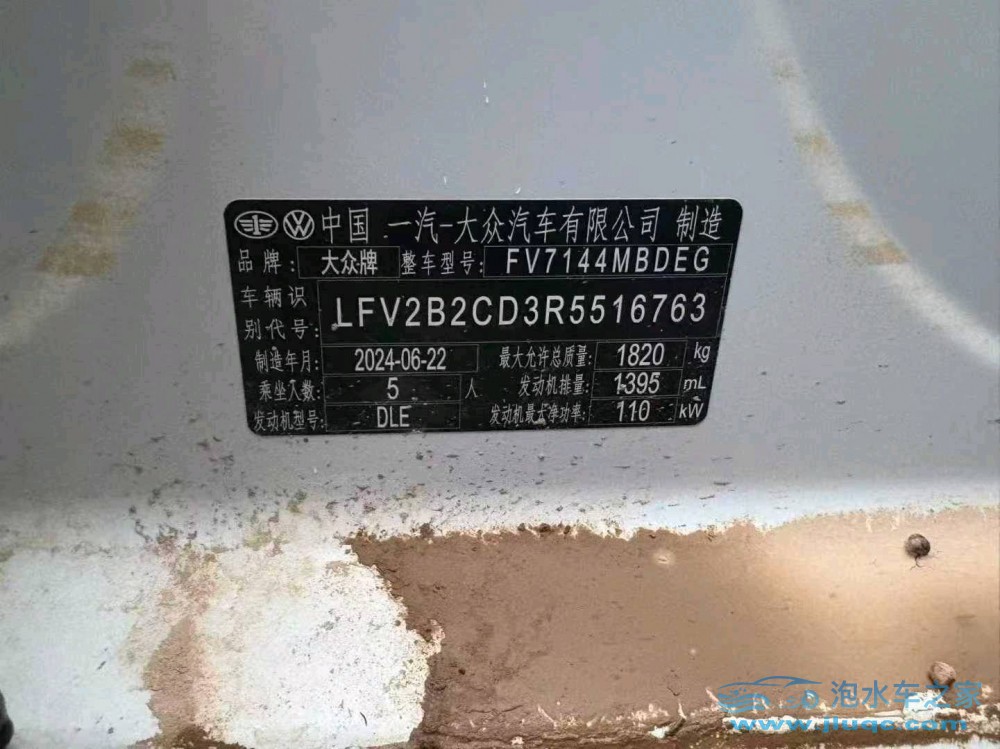 中国 一汽-大众汽车有限公司 制造
品牌: 大众牌 整车型号: FV7144MBDEG
车辆识别代号: LFV2B2CD3R5516763
制造年月: 2024-06-22 最大允许总质量: 1820 kg
乘坐人数: 5 人 发动机排量: 1395 mL
发动机型号: DLE 发动机最大净功率: 110 kW
泡水车之家
www.jluqc.com